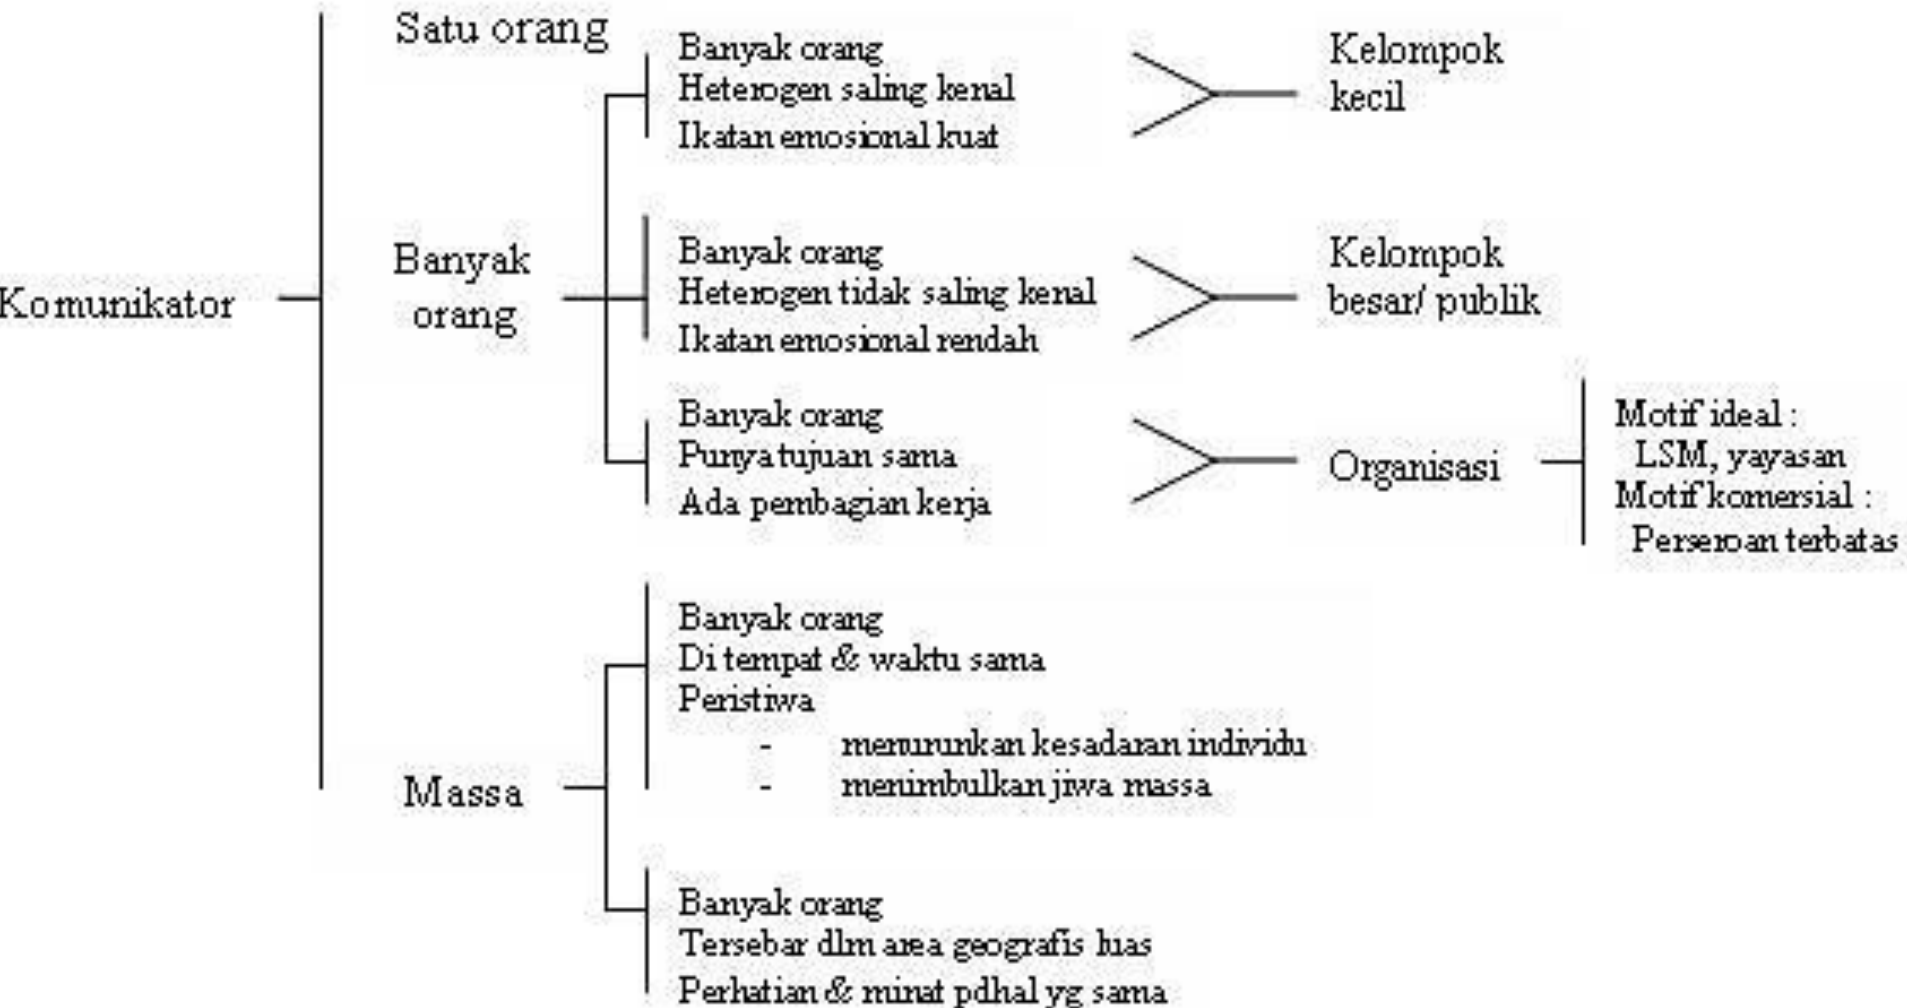 Satu orang
Banyak orang
Heterogen saling kenal
Ikatan emosional kuat
Kelompok
kecil
Komunikator
Banyak
orang
Banyak orang
Heterogen tidak saling kenal
Ikatan emosional rendah
Kelompok
besar/ publik
Banyak orang
Punya tujuan sama
Ada pembagian kerja
Organisasi
Motif ideal :
LSM, yayasan
Motif komersial :
Perseroan terbatas
Massa
Banyak orang
Di tempat & waktu sama
Peristiwa
- menurunkan kesadaran individu
- menimbulkan jiwa massa
Banyak orang
Tersebar dlm area geografis luas
Perhatian & minat pdhal yg sama